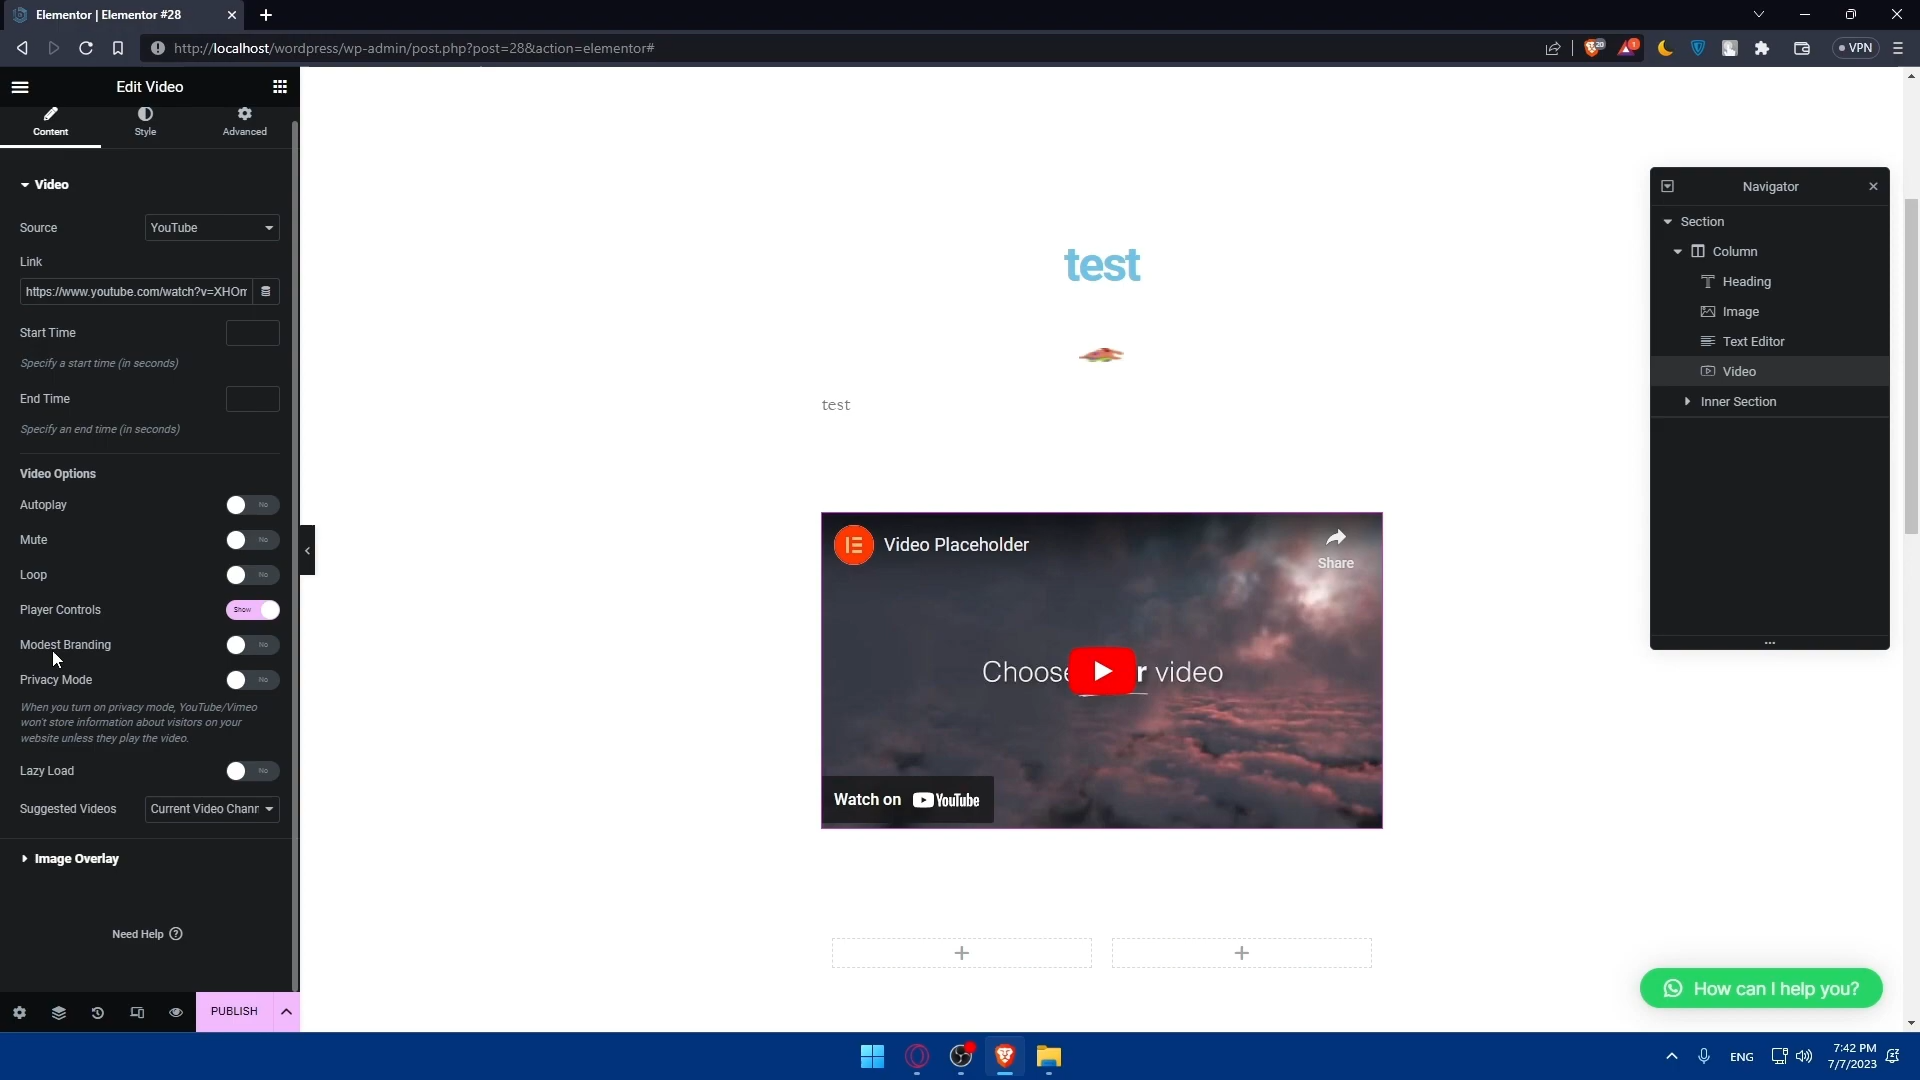 Elementor | Elementor #28
http://localhost/wordpress/wp-admin/post.php?post=28&action=elementor#
20
1
VPN
Edit Video
Content
Style
Advanced
Video
Source
YouTube
Link
https://www.youtube.com/watch?v=XHOm
Start Time
Specify a start time (in seconds)
End Time
Specify an end time (in seconds)
Video Options
Autoplay
No
Mute
No
Loop
No
Player Controls
Show
Modest Branding
No
Privacy Mode
No
When you turn on privacy mode, YouTube/Vimeo
won't store information about visitors on your
website unless they play the video.
Lazy Load
No
Suggested Videos
Current Video Chann
Image Overlay
Need Help
PUBLISH
test
test
Video Placeholder
Share
Choose r video
Watch on YouTube
Navigator
Section
Column
Heading
Image
Text Editor
Video
Inner Section
How can I help you?
ENG
7:42 PM
7/7/2023